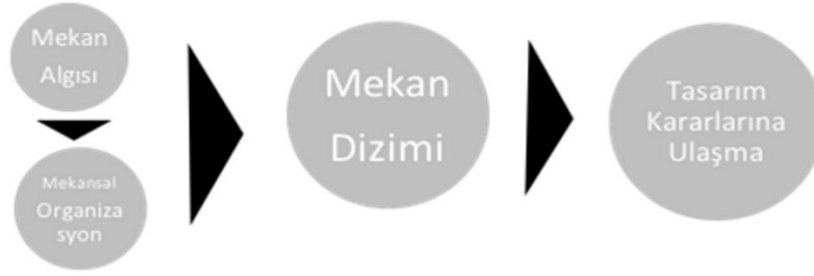 Mekan
Algısı
Mekansal
Organiza
syon
Mekan
Dizimi
Tasarım
Kararlarına
Ulaşma